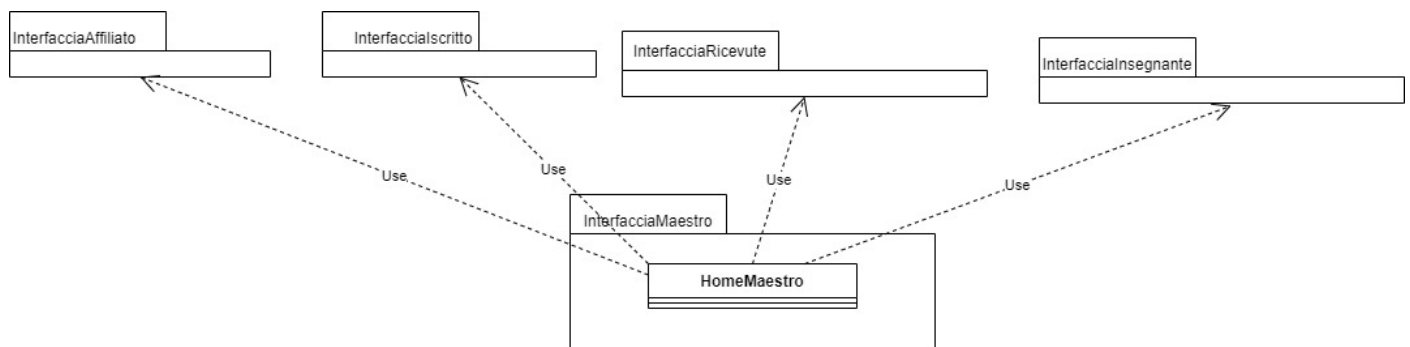 InterfacciaAffiliato
InterfacciaIscritto
InterfacciaRicevute
InterfacciaInsegnante
Use
Use
Use
Use
InterfacciaMaestro
HomeMaestro